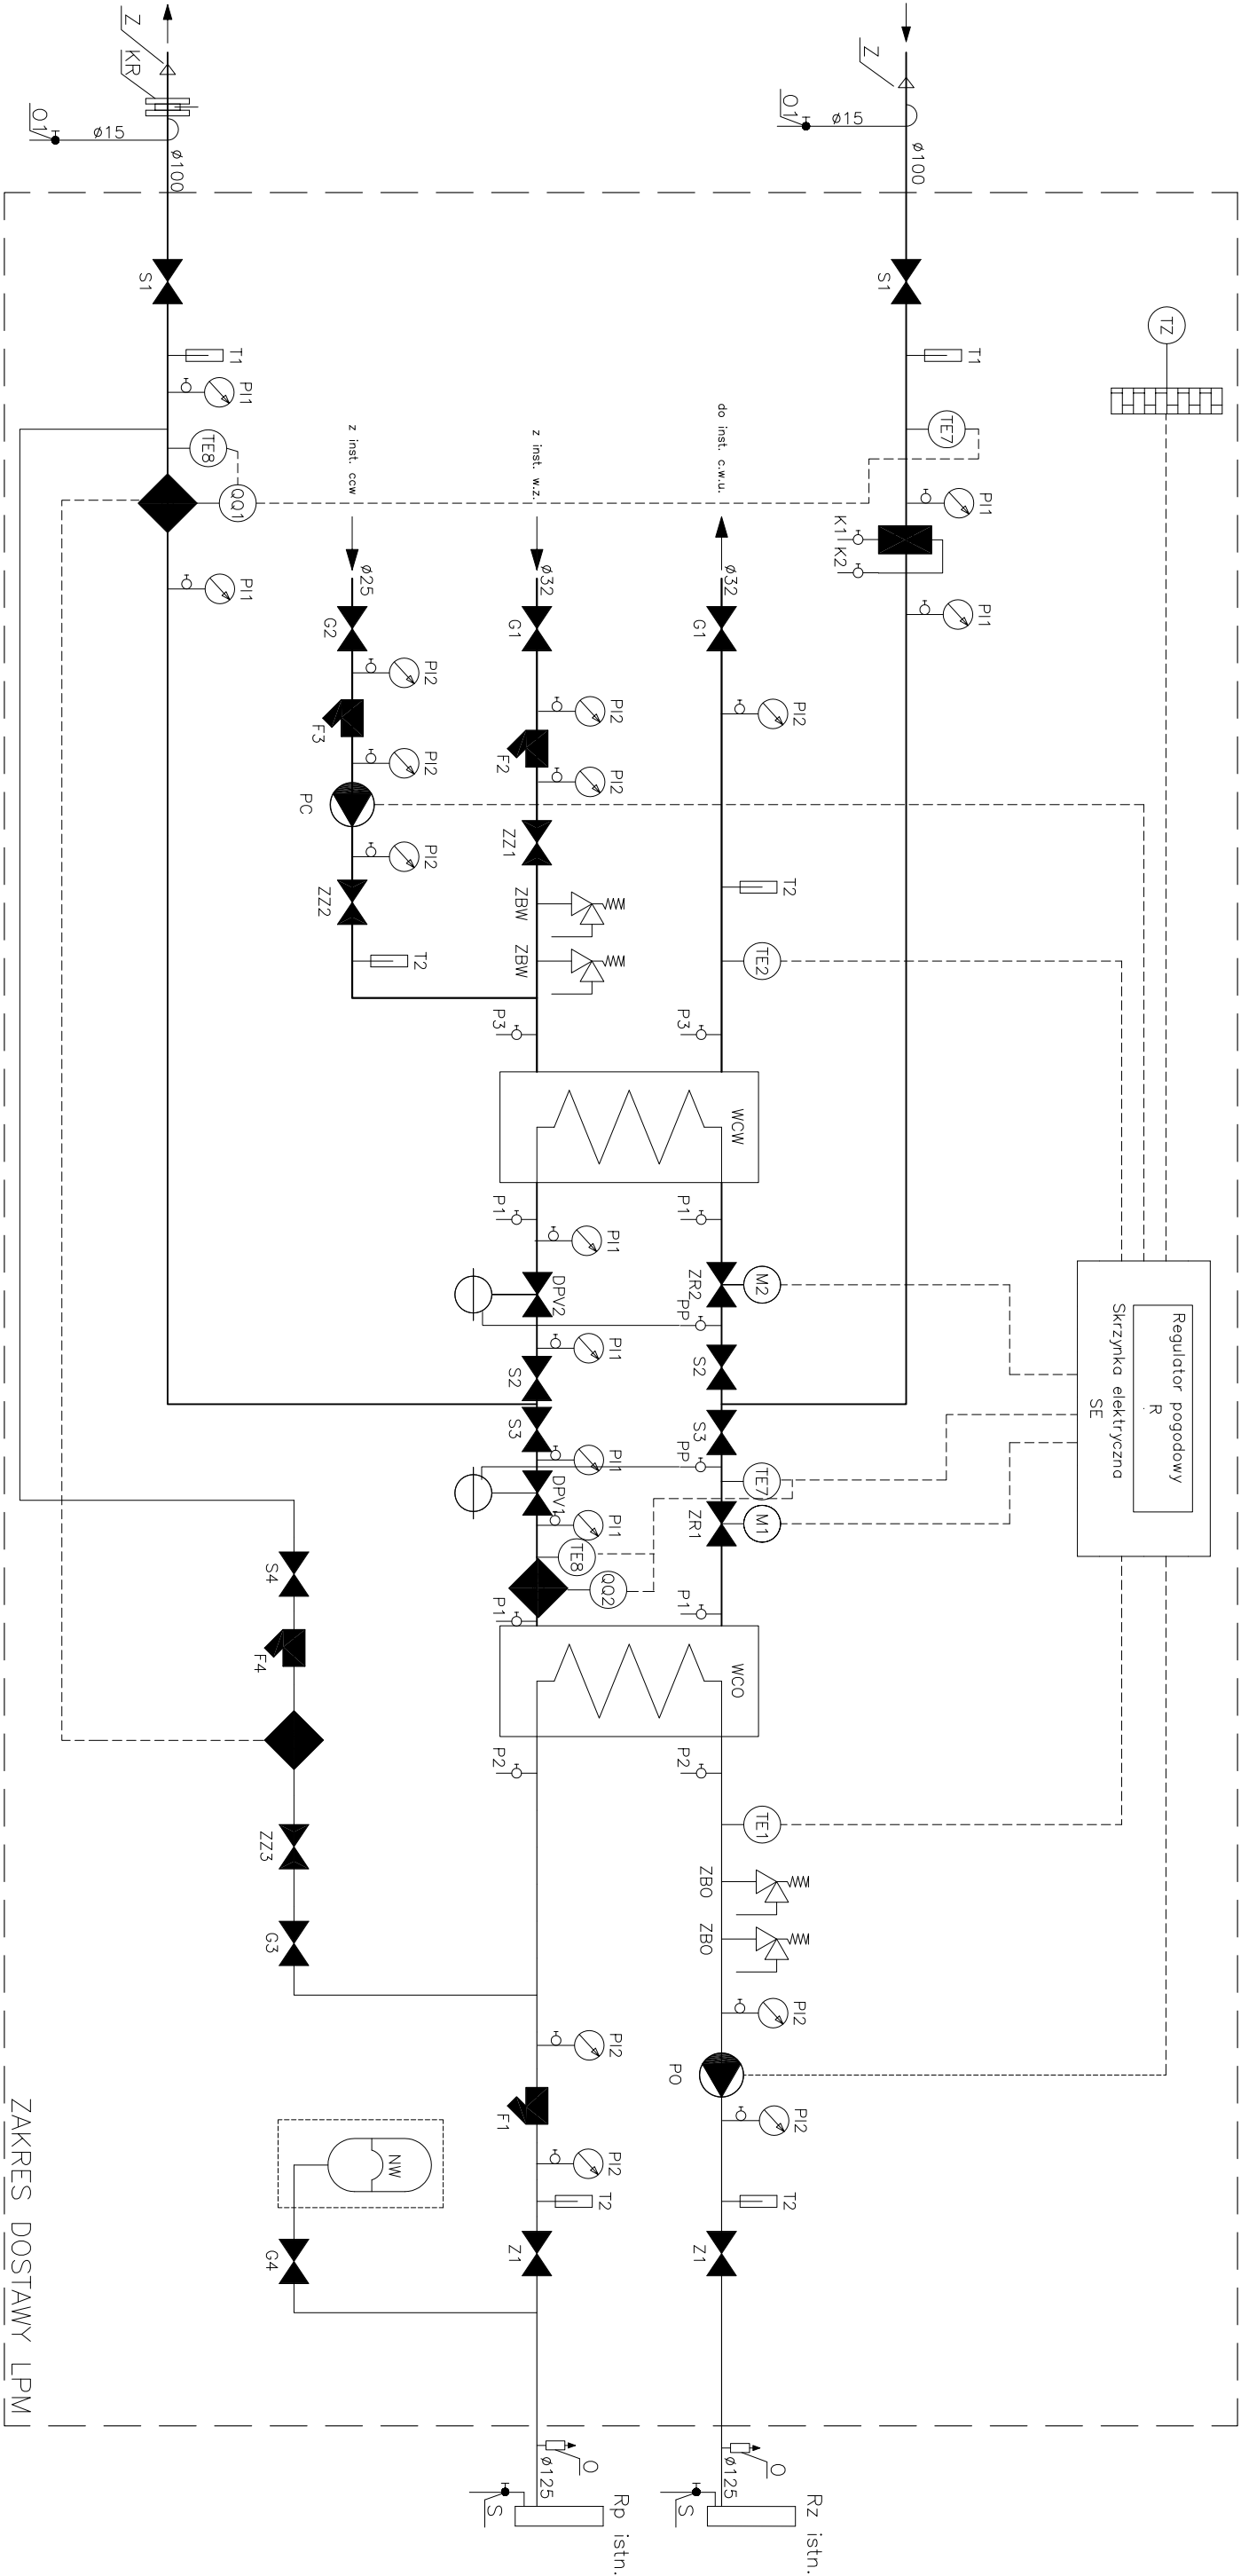 Z
KR
O1
ø15
ø100
Z
O1
ø15
ø100
S1
S1
TZ
T1
T1
PI1
TE8
QQ1
PI1
TE7
PI1
K1
K2
PI1
z inst. ccw
z inst. w.z.
do inst. c.w.u.
ø25
ø32
ø32
G2
G1
G1
PI2
F3
PI2
PC
PI2
ZZ2
T2
PI2
F2
PI2
ZZ1
ZBW
ZBW
PI2
T2
TE2
P3
P3
WCW
P1
P1
PI1
DPV2
ZR2
M2
PP
PI1
S2
S2
S3
S3
PI1
PP
DPV1
PI1
TE7
ZR1
M1
TE8
QQ2
P1
P1
WCO
Regulator pogodowy
R
Skrzynka elektryczna
SE
S4
F4
ZZ3
G3
P2
P2
TE1
ZBO
ZBO
PI2
PO
PI2
T2
Z1
PI2
F1
PI2
T2
Z1
NW
G4
ZAKRES DOSTAWY LPM
O
ø125
S
Rp istn.
O
ø125
S
Rz istn.